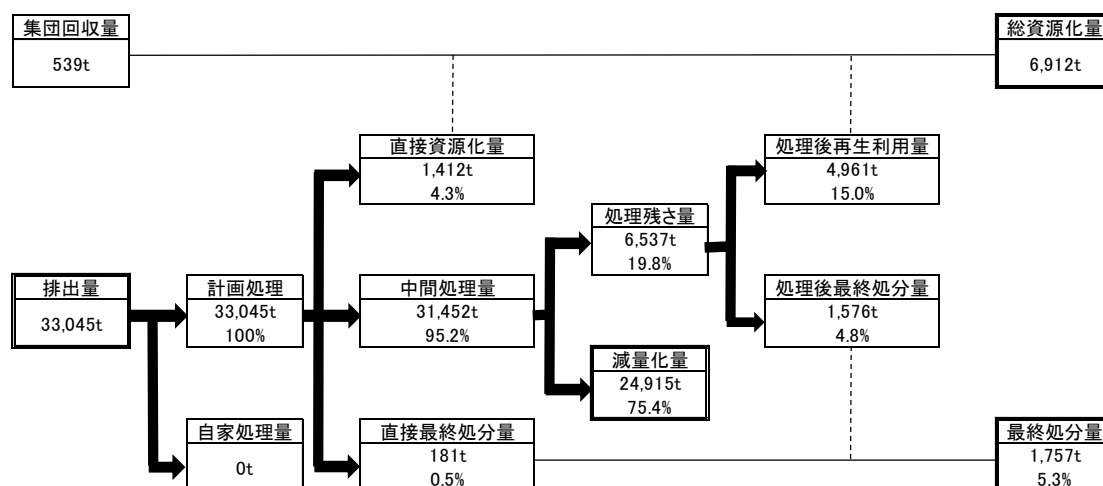 集団回収量
539t
総資源化量
6,912t
直接資源化量
1,412t
4.3%
処理後再生利用量
4,961t
15.0%
処理残さ量
6,537t
19.8%
排出量
33,045t
計画処理
33,045t
100%
中間処理量
31,452t
95.2%
処理後最終処分量
1,576t
4.8%
減量化量
24,915t
75.4%
自家処理量
0t
直接最終処分量
181t
0.5%
最終処分量
1,757t
5.3%